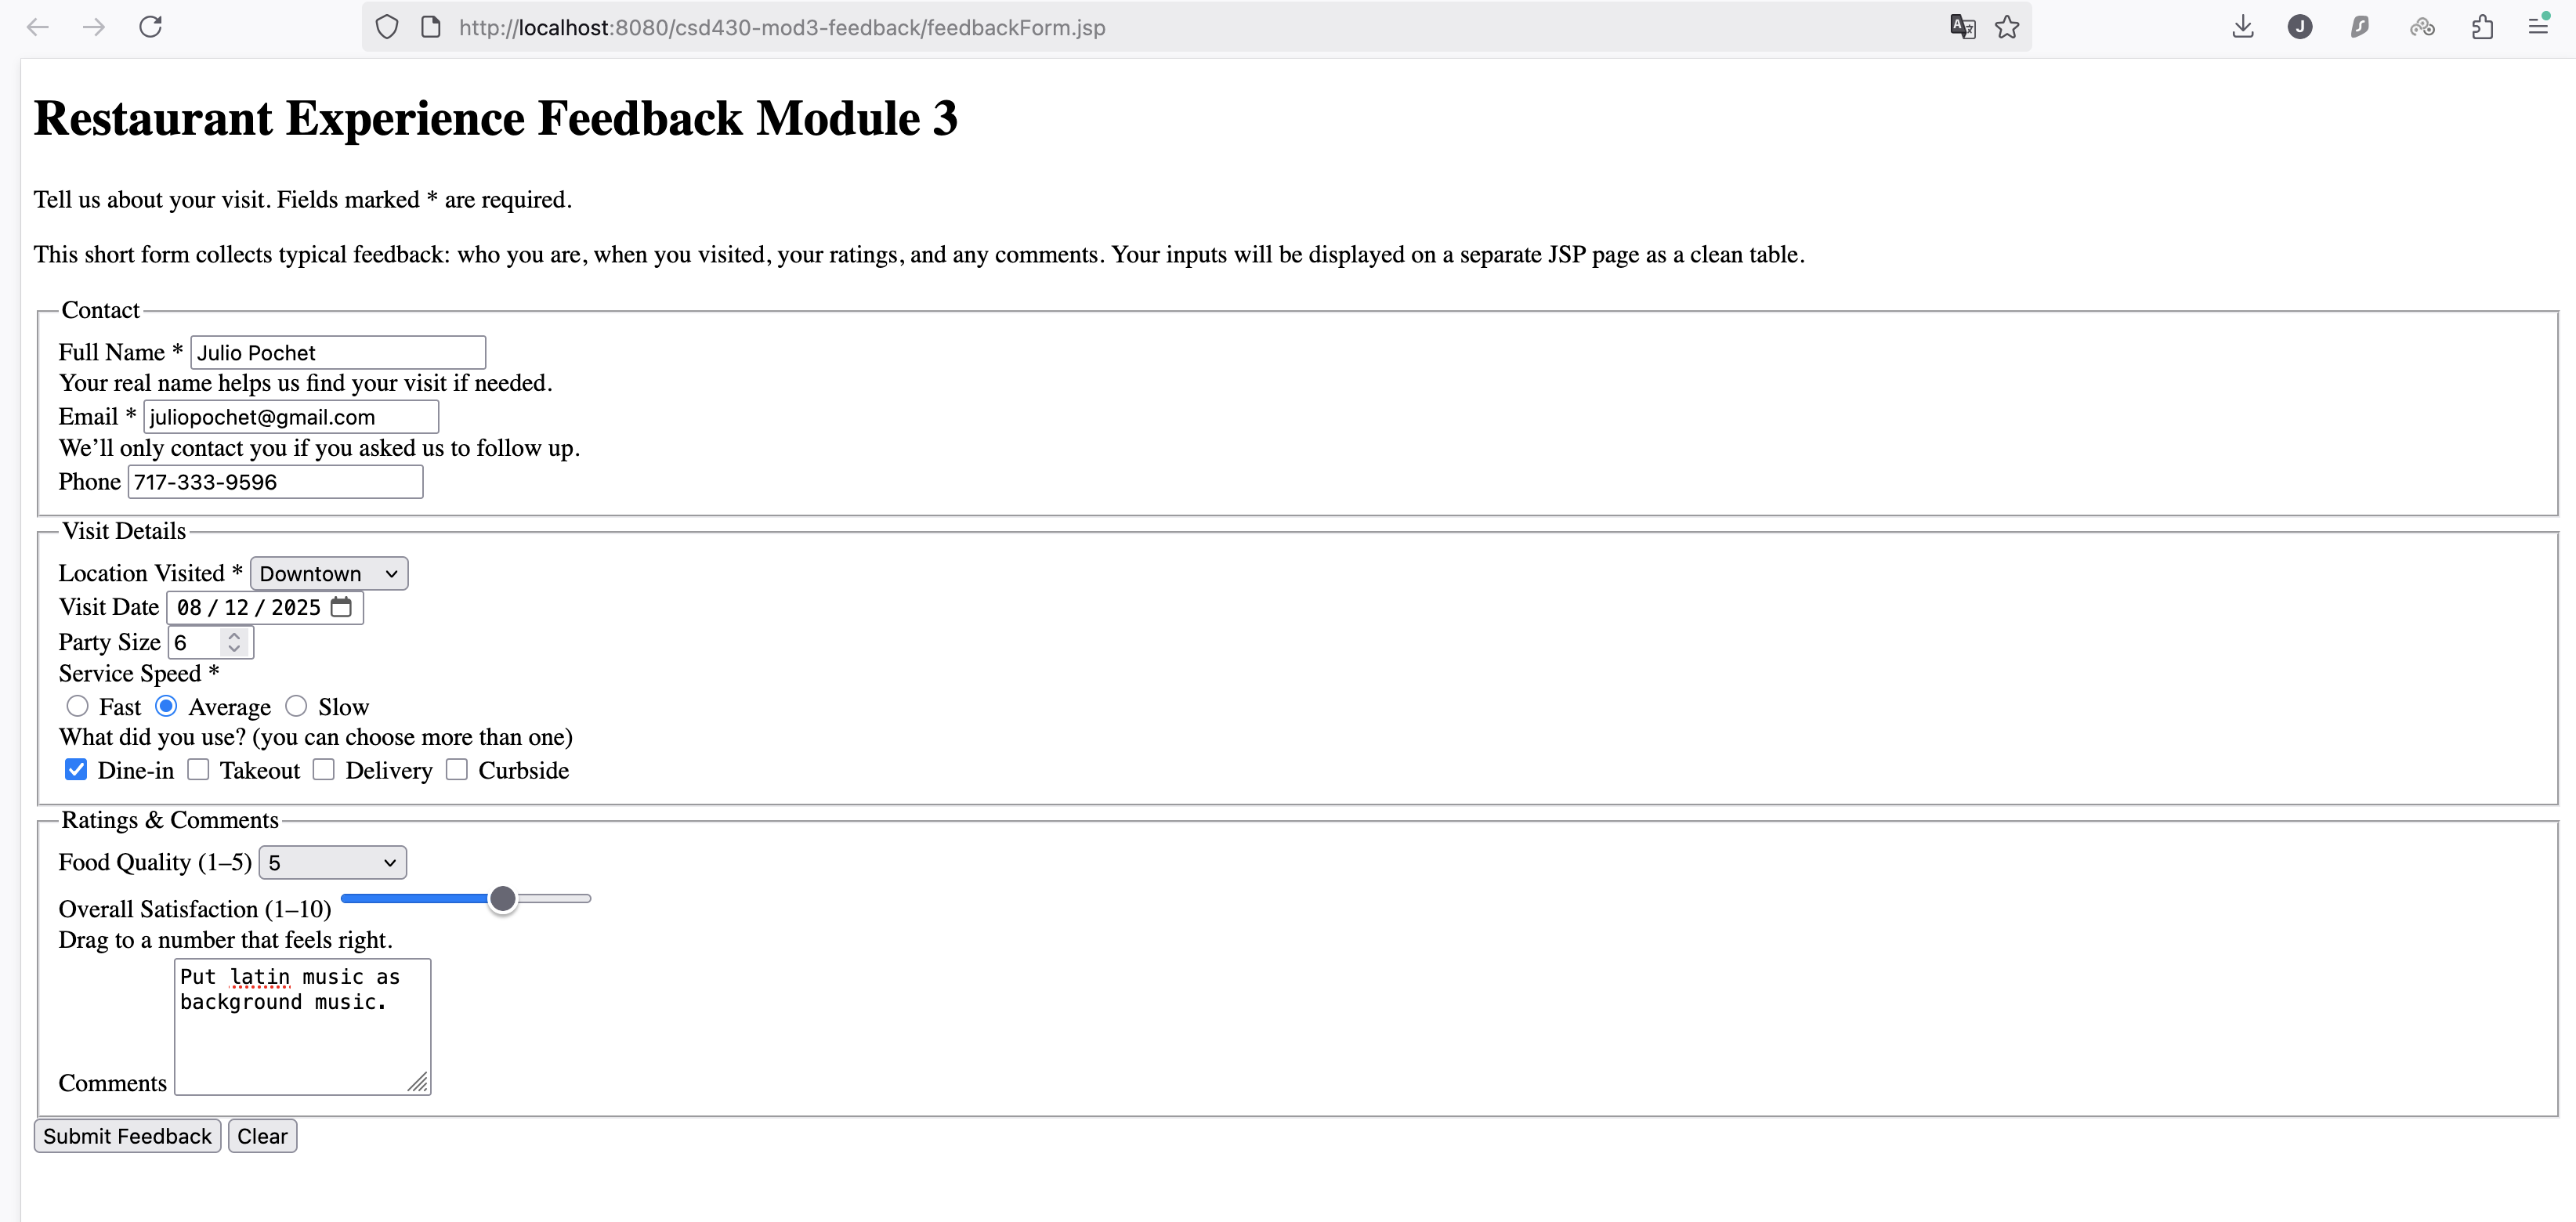 http://localhost:8080/csd430-mod3-feedback/feedbackForm.jsp
J
Restaurant Experience Feedback Module 3
Tell us about your visit. Fields marked * are required.
This short form collects typical feedback: who you are, when you visited, your ratings, and any comments. Your inputs will be displayed on a separate JSP page as a clean table.
Contact
Full Name * Julio Pochet
Your real name helps us find your visit if needed.
Email * juliopochet@gmail.com
We’ll only contact you if you asked us to follow up.
Phone 717-333-9596
Visit Details
Location Visited * Downtown
Visit Date 08 / 12 / 2025
Party Size 6
Service Speed *
Fast Average Slow
What did you use? (you can choose more than one)
Dine-in Takeout Delivery Curbside
Ratings & Comments
Food Quality (1–5) 5
Overall Satisfaction (1–10)
Drag to a number that feels right.
Put latin music as
background music.
Comments
Submit Feedback Clear